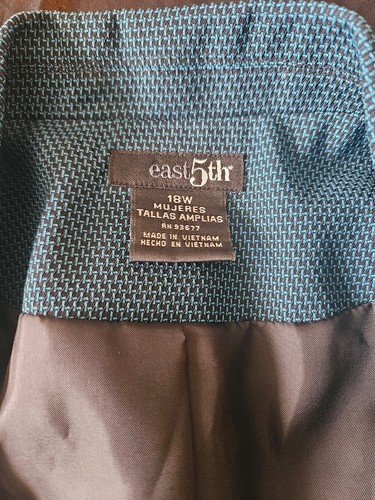 east5th
18W
MUJERES
TALLAS AMPLIAS
RN 93677
MADE IN VIETNAM
HECHO EN VIETNAM